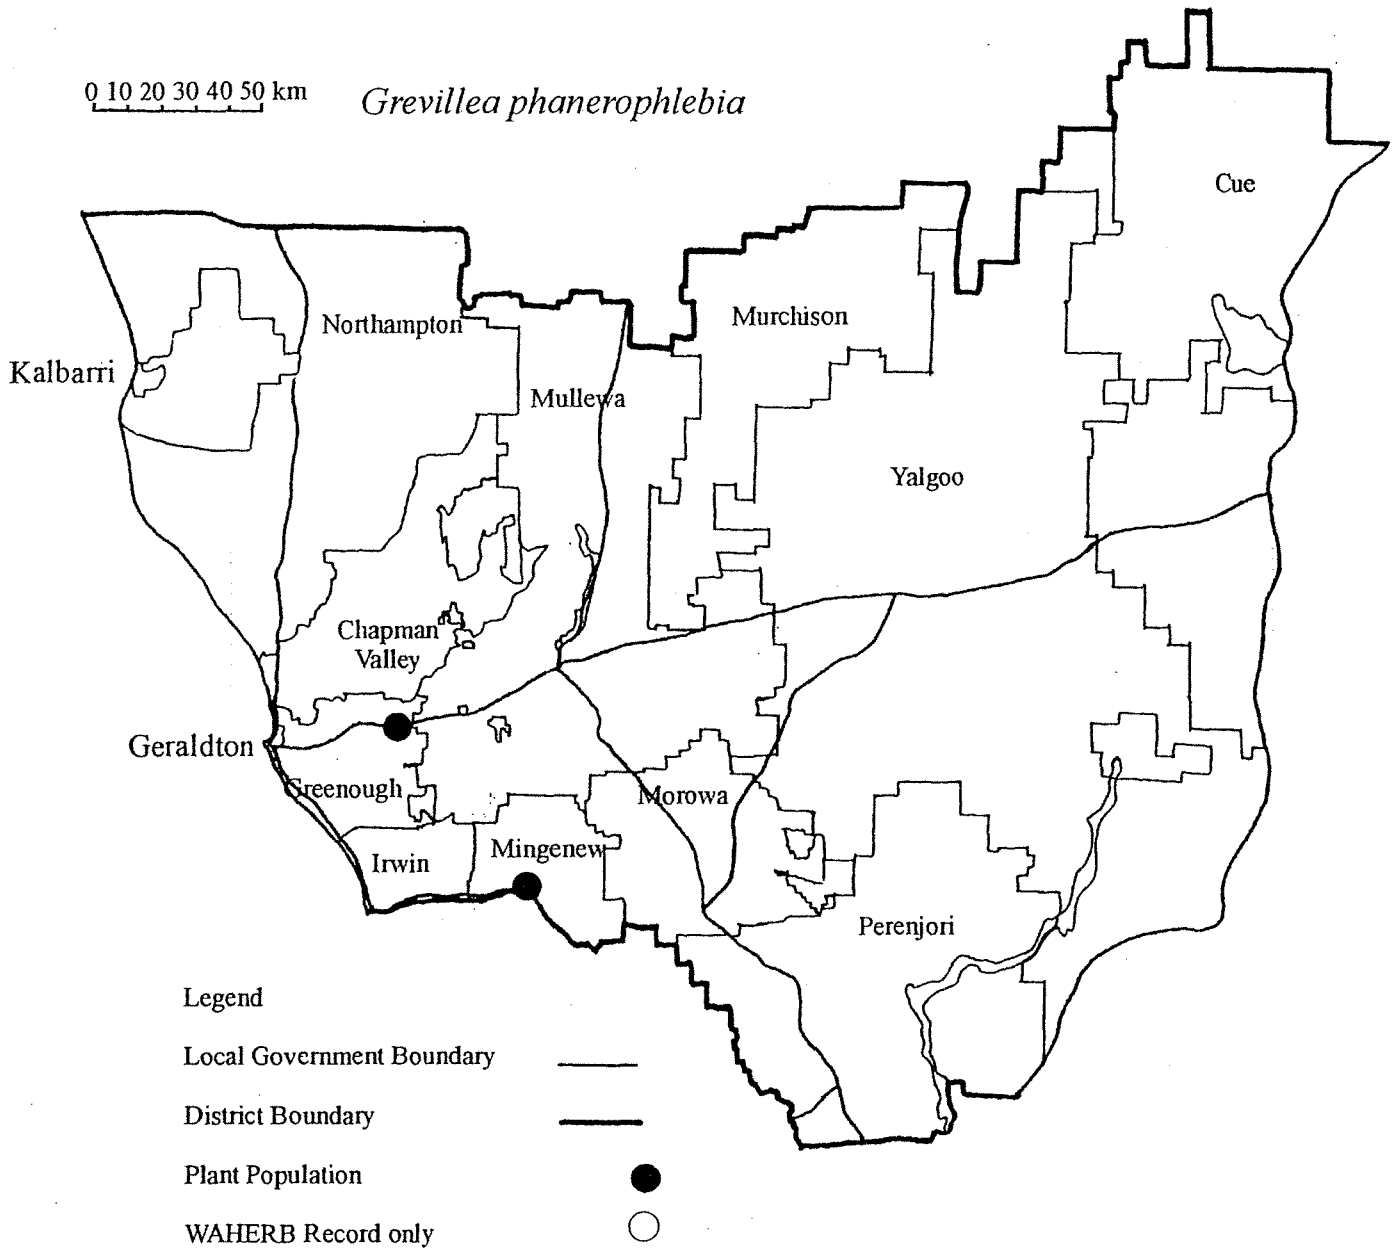 0 10 20 30 40 50 km
Grevillea phanerophlebia
Cue
Northampton
Murchison
Kalbarri
Mullewa
Yalgoo
Chapman
Valley
Geraldton
Greenough
Morowa
Irwin
Mingenew
Perenjori
Legend
Local Government Boundary
District Boundary
Plant Population
WAHERB Record only